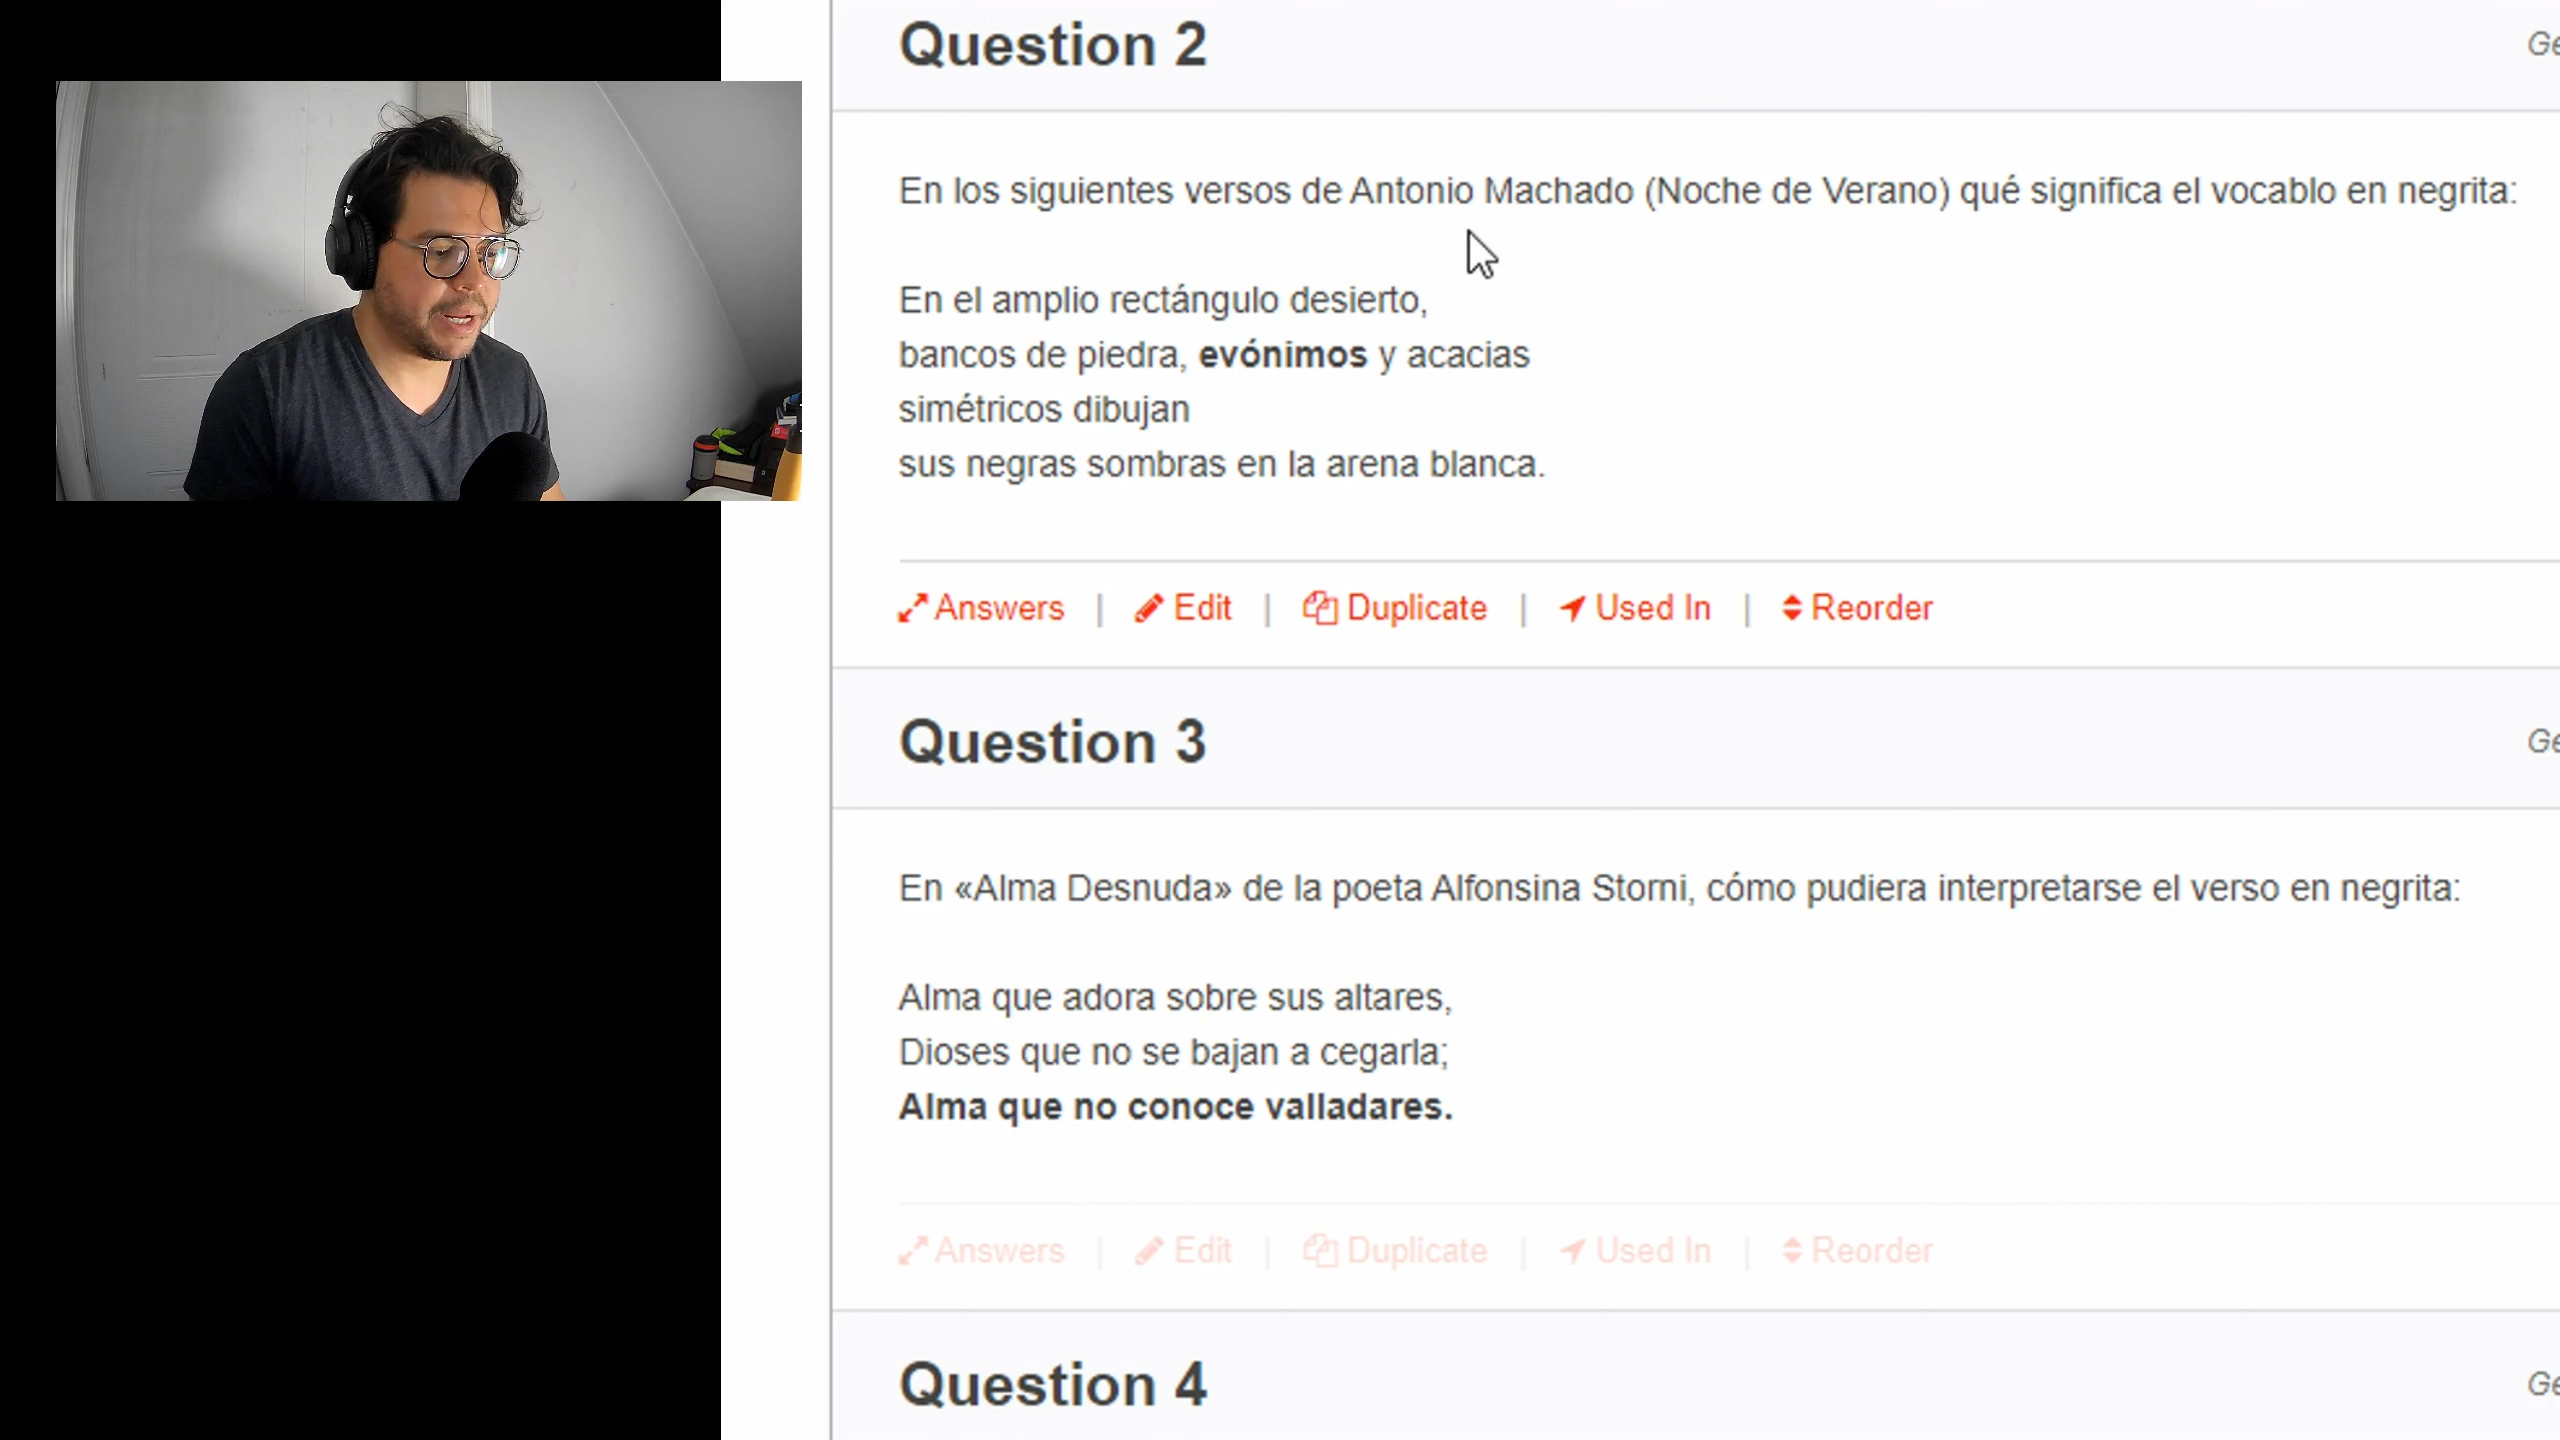 Question 2
En los siguientes versos de Antonio Machado (Noche de Verano) qué significa el vocablo en negrita:
En el amplio rectángulo desierto,
bancos de piedra, evónimos y acacias
simétricos dibujan
sus negras sombras en la arena blanca.
Answers | Edit | Duplicate | Used In | Reorder
Question 3
En «Alma Desnuda» de la poeta Alfonsina Storni, cómo pudiera interpretarse el verso en negrita:
Alma que adora sobre sus altares,
Dioses que no se bajan a cegarla;
Alma que no conoce valladares.
Answers | Edit | Duplicate | Used In | Reorder
Question 4